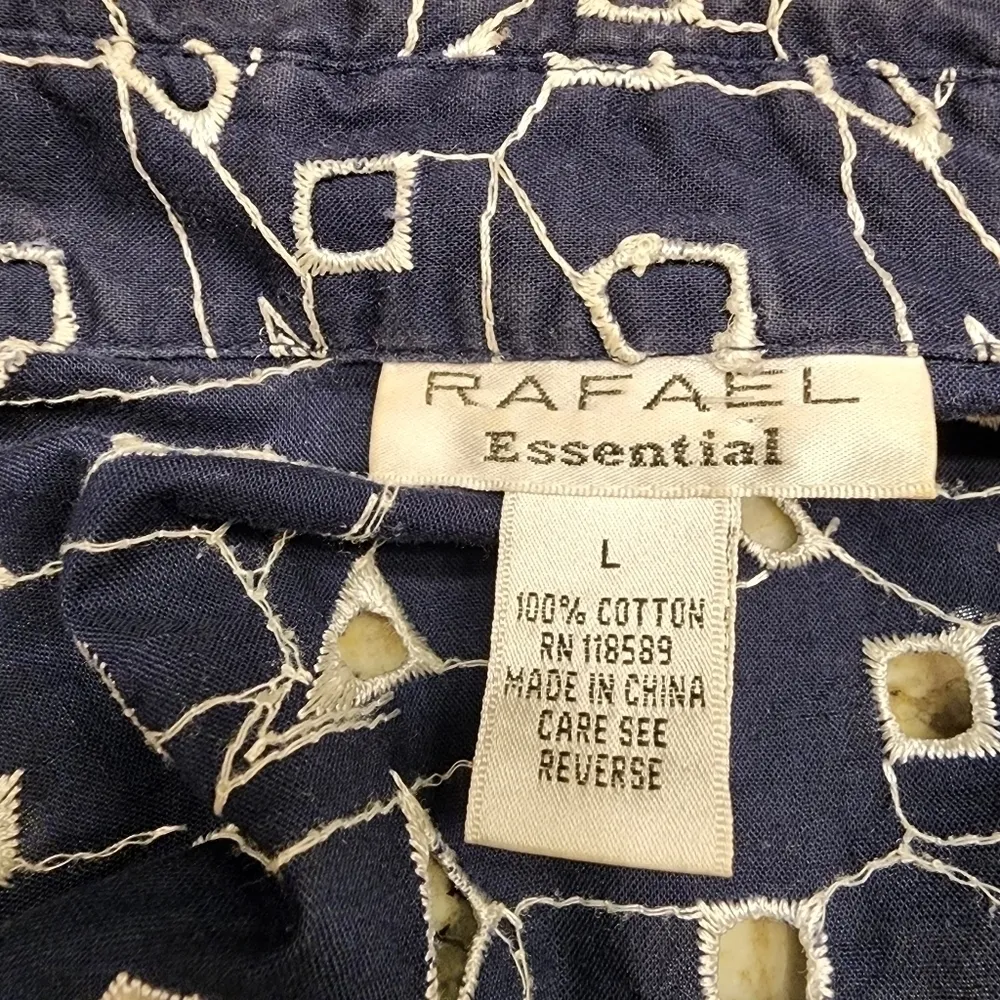 RAFAEL
Essential
L
100% COTTON
RN 118589
MADE IN CHINA
CARE SEE
REVERSE